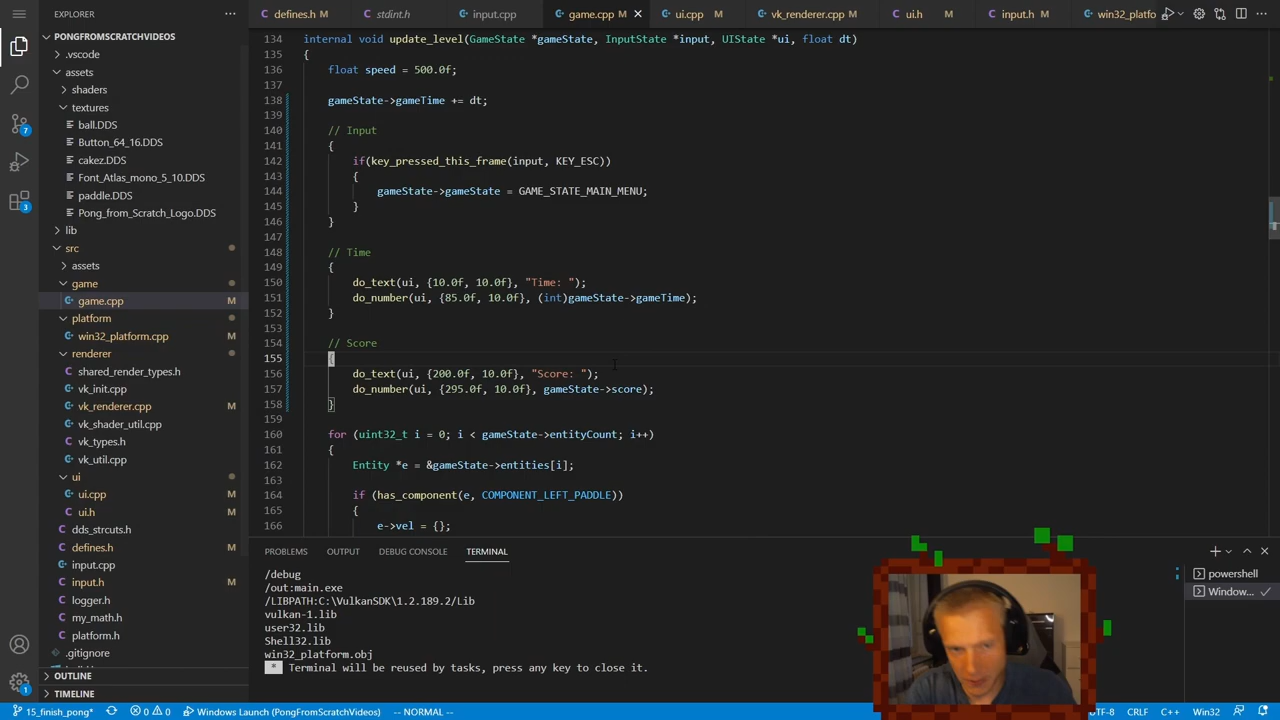 EXPLORER
···
defines.h M
stdint.h
input.cpp
game.cpp M
ui.cpp M
vk_renderer.cpp M
ui.h M
input.h M
win32_platfo
PONGFROMSCRATCHVIDEOS
.vscode
assets
shaders
textures
ball.DDS
Button_64_16.DDS
cakez.DDS
Font_Atlas_mono_5_10.DDS
paddle.DDS
Pong_from_Scratch_Logo.DDS
lib
src
assets
game
game.cpp M
platform
win32_platform.cpp M
renderer
shared_render_types.h
vk_init.cpp
vk_renderer.cpp M
vk_shader_util.cpp
vk_types.h
vk_util.cpp
ui
ui.cpp M
ui.h M
dds_strcuts.h
defines.h M
input.cpp
input.h M
logger.h
my_math.h
platform.h
.gitignore
OUTLINE
TIMELINE
7
3
1
134 internal void update_level(GameState *gameState, InputState *input, UIState *ui, float dt)
135 {
136 float speed = 500.0f;
137
138 gameState->gameTime += dt;
139
140 // Input
141 {
142 if(key_pressed_this_frame(input, KEY_ESC))
143 {
144 gameState->gameState = GAME_STATE_MAIN_MENU;
145 }
146 }
147
148 // Time
149 {
150 do_text(ui, {10.0f, 10.0f}, "Time: ");
151 do_number(ui, {85.0f, 10.0f}, (int)gameState->gameTime);
152 }
153
154 // Score
155 {
156 do_text(ui, {200.0f, 10.0f}, "Score: ");
157 do_number(ui, {295.0f, 10.0f}, gameState->score);
158 }
159
160 for (uint32_t i = 0; i < gameState->entityCount; i++)
161 {
162 Entity *e = &gameState->entities[i];
163
164 if (has_component(e, COMPONENT_LEFT_PADDLE))
165 {
166 e->vel = {};
PROBLEMS OUTPUT DEBUG CONSOLE TERMINAL
/debug
/out:main.exe
/LIBPATH:C:\VulkanSDK\1.2.189.2/Lib
vulkan-1.lib
user32.lib
Shell32.lib
win32_platform.obj
* Terminal will be reused by tasks, press any key to close it.
powershell
Window...
15_finish_pong* 0 0 Windows Launch (PongFromScratchVideos) -- NORMAL -- UTF-8 CRLF C++ Win32